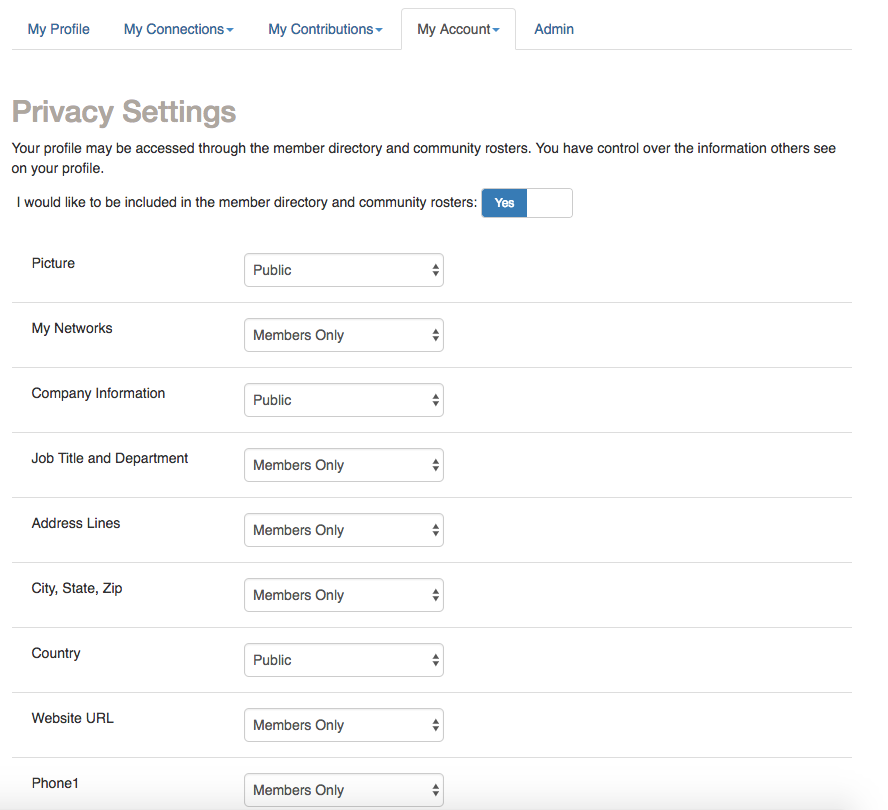 My Profile My Connections My Contributions My Account Admin
Privacy Settings
Your profile may be accessed through the member directory and community rosters. You have control over the information others see
on your profile.
I would like to be included in the member directory and community rosters: Yes
Picture Public
My Networks Members Only
Company Information Public
Job Title and Department Members Only
Address Lines Members Only
City, State, Zip Members Only
Country Public
Website URL Members Only
Phone1 Members Only